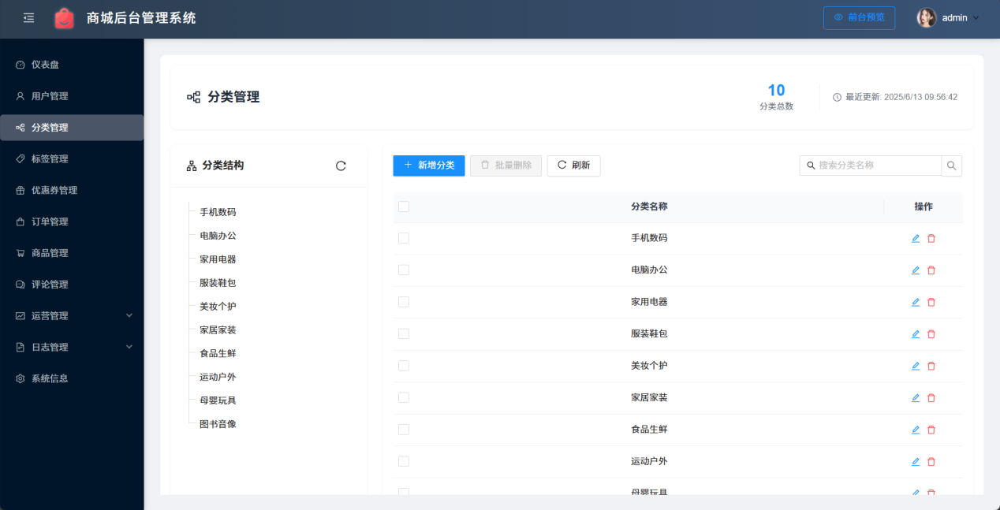 商城后台管理系统
前台预览
admin
仪表盘
用户管理
分类管理
标签管理
优惠券管理
订单管理
商品管理
评论管理
运营管理
日志管理
系统信息
分类管理
10
分类总数
最近更新: 2025/6/13 09:56:42
分类结构
手机数码
电脑办公
家用电器
服装鞋包
美妆个护
家居家装
食品生鲜
运动户外
母婴玩具
图书音像
新增分类
批量删除
刷新
搜索分类名称
分类名称 操作
手机数码
电脑办公
家用电器
服装鞋包
美妆个护
家居家装
食品生鲜
运动户外
母婴玩具